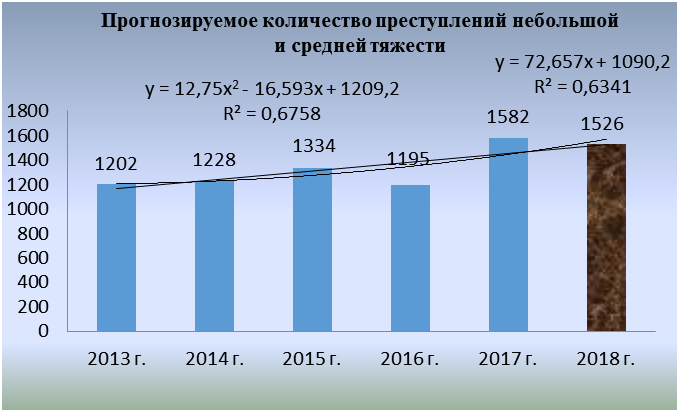 Прогнозируемое количество преступлений небольшой
и средней тяжести
y = 72,657x + 1090,2
R² = 0,6341
y = 12,75x² - 16,593x + 1209,2
R² = 0,6758
1800
1600
1400
1200
1000
800
600
400
200
0
1202
1228
1334
1195
1582
1526
2013 г.
2014 г.
2015 г.
2016 г.
2017 г.
2018 г.